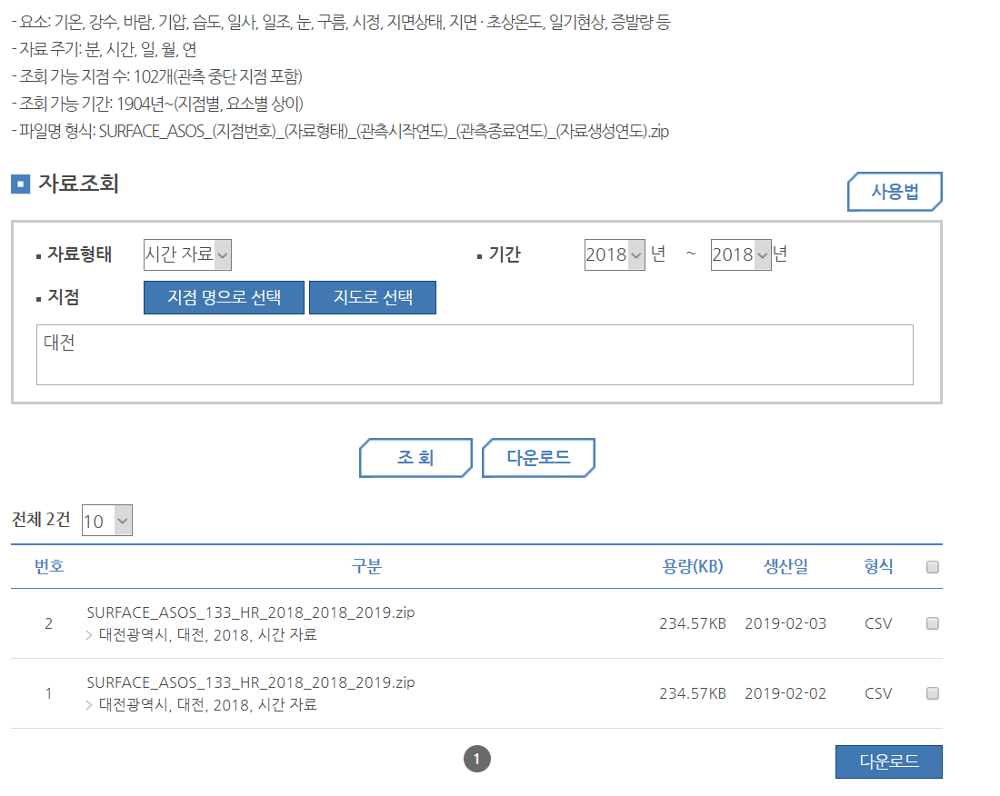 - 요소: 기온, 강수, 바람, 기압, 습도, 일사, 일조, 눈, 구름, 시정, 지면상태, 지면 · 초상온도, 일기현상, 증발량 등
- 자료 주기: 분, 시간, 일, 월, 연
- 조회 가능 지점 수: 102개(관측 중단 지점 포함)
- 조회 가능 기간: 1904년~(지점별, 요소별 상이)
- 파일명 형식: SURFACE_ASOS_(지점번호)_(자료형태)_(관측시작연도)_(관측종료연도)_(자료생성연도).zip
자료조회
사용법
자료형태 시간 자료 기간 2018 년 ~ 2018 년
지점 지점 명으로 선택 지도로 선택
대전
조 회 다운로드
전체 2건 10
번호 구분 용량(KB) 생산일 형식
2 SURFACE_ASOS_133_HR_2018_2018_2019.zip 234.57KB 2019-02-03 CSV
> 대전광역시, 대전, 2018, 시간 자료
1 SURFACE_ASOS_133_HR_2018_2018_2019.zip 234.57KB 2019-02-02 CSV
> 대전광역시, 대전, 2018, 시간 자료
1
다운로드